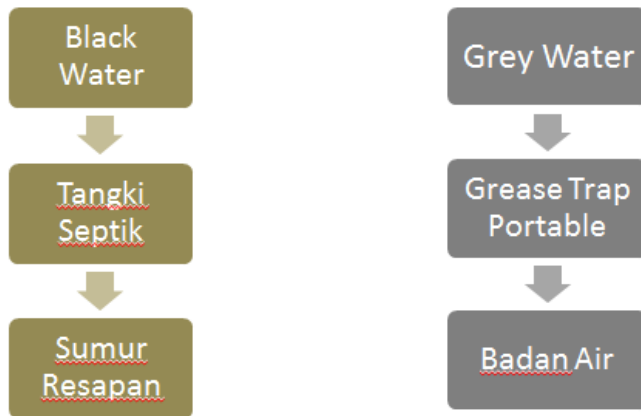 Black
Water
Tangki
Septik
Sumur
Resapan
Grey Water
Grease Trap
Portable
Badan Air